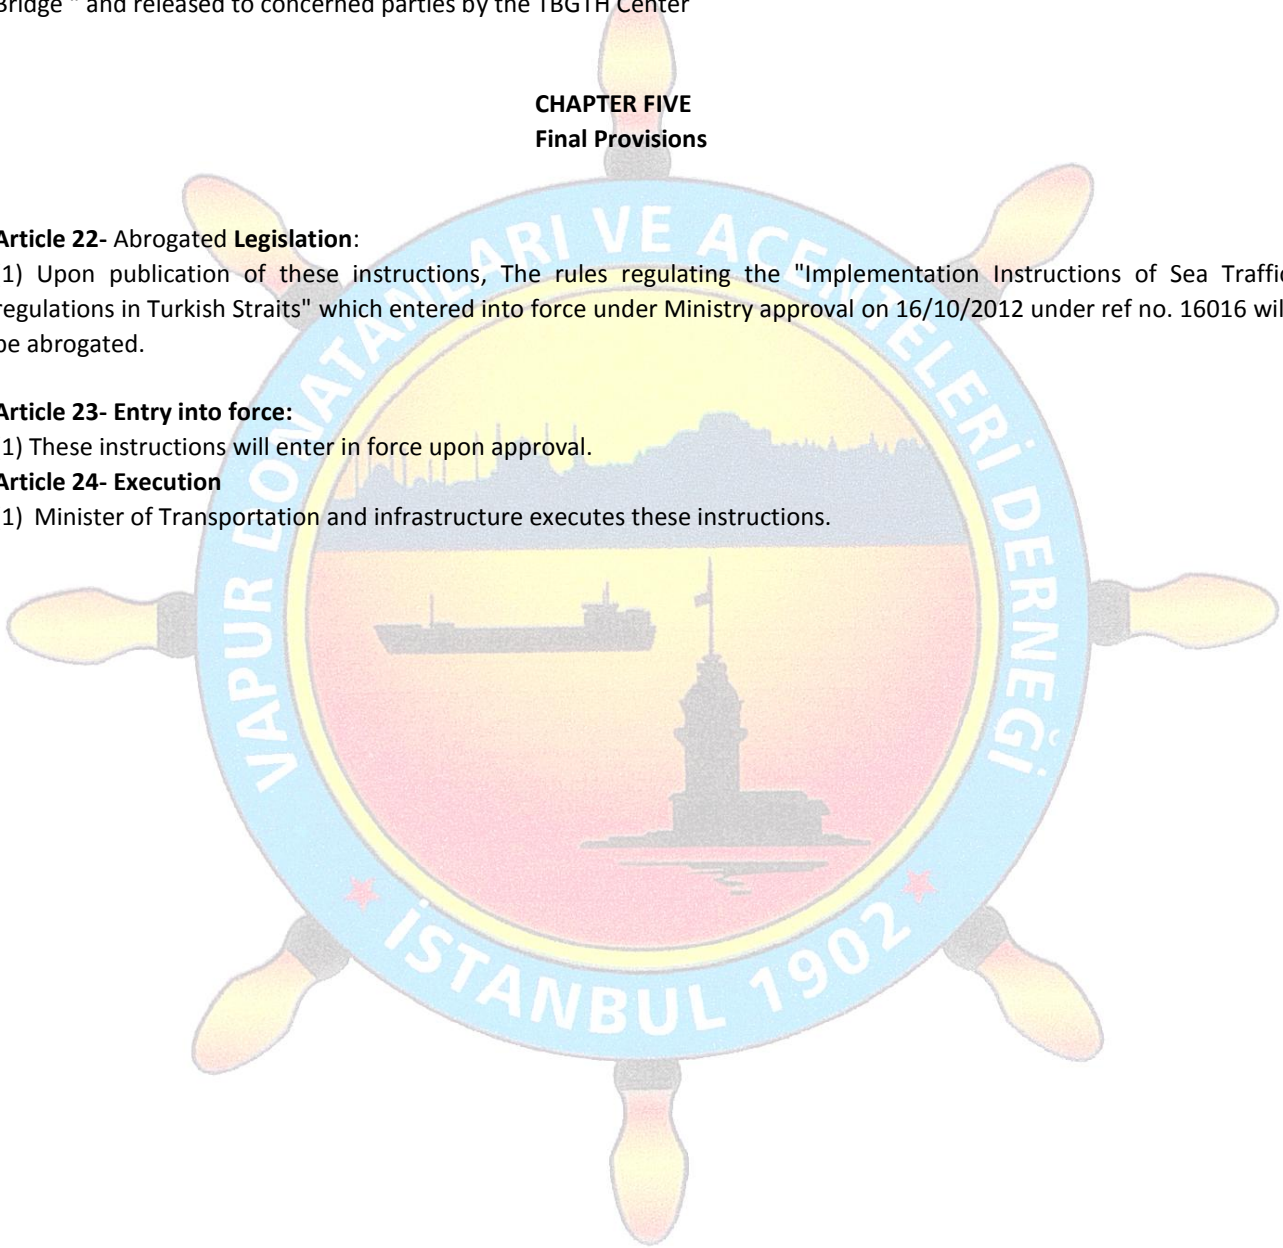 Bridge " and released to concerned parties by the TBGTH Center
CHAPTER FIVE
Final Provisions
Article 22- Abrogated Legislation:
1) Upon publication of these instructions, The rules regulating the "Implementation Instructions of Sea Traffic
regulations in Turkish Straits" which entered into force under Ministry approval on 16/10/2012 under ref no. 16016 will
be abrogated.
Article 23- Entry into force:
1) These instructions will enter in force upon approval.
Article 24- Execution
1) Minister of Transportation and infrastructure executes these instructions.
VAPUR DONATANLARI VE ACENTELERİ DERNEĞİ
İSTANBUL 1902